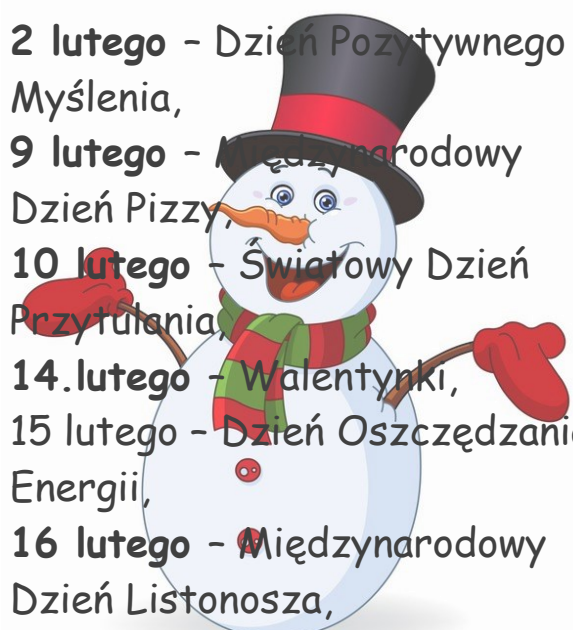 2 lutego – Dzień Pozytywnego
Myślenia,
9 lutego – Międzynarodowy
Dzień Pizzy,
10 lutego – Światowy Dzień
Przytulania,
14.lutego – Walentynki,
15 lutego – Dzień Oszczędzani
Energii,
16 lutego – Międzynarodowy
Dzień Listonosza,